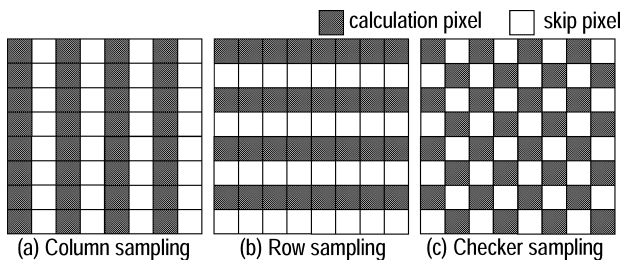 calculation pixel skip pixel
(a) Column sampling (b) Row sampling (c) Checker sampling